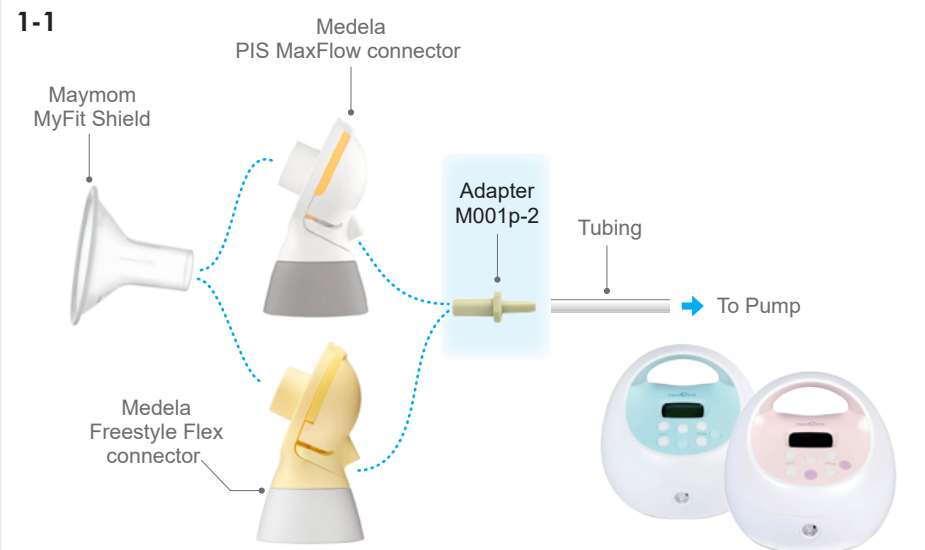 1-1
Medela
PIS MaxFlow connector
Maymom
MyFit Shield
Adapter
M001p-2
Tubing
To Pump
Medela
Freestyle Flex
connector